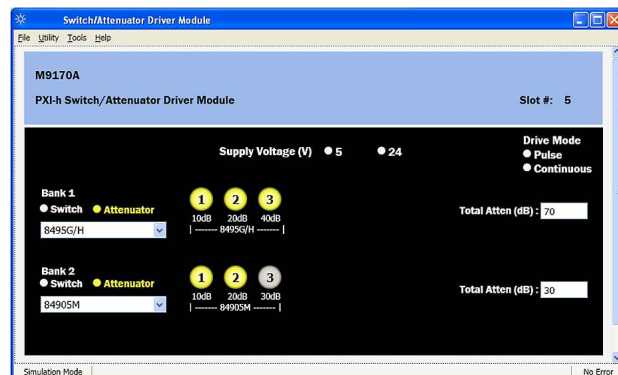 Switch/Attenuator Driver Module
File Utility Tools Help
M9170A
PXI-h Switch/Attenuator Driver Module Slot #: 5
Supply Voltage (V) 5 24
Drive Mode
Pulse
Continuous
Bank 1
Switch Attenuator
8495G/H
1 2 3
10dB 20dB 40dB
|------- 8495G/H --- |
Total Atten (dB) : 70
Bank 2
Switch Attenuator
84905M
1 2 3
10dB 20dB 30dB
|------- 84905M --- |
Total Atten (dB) : 30
Simulation Mode No Error